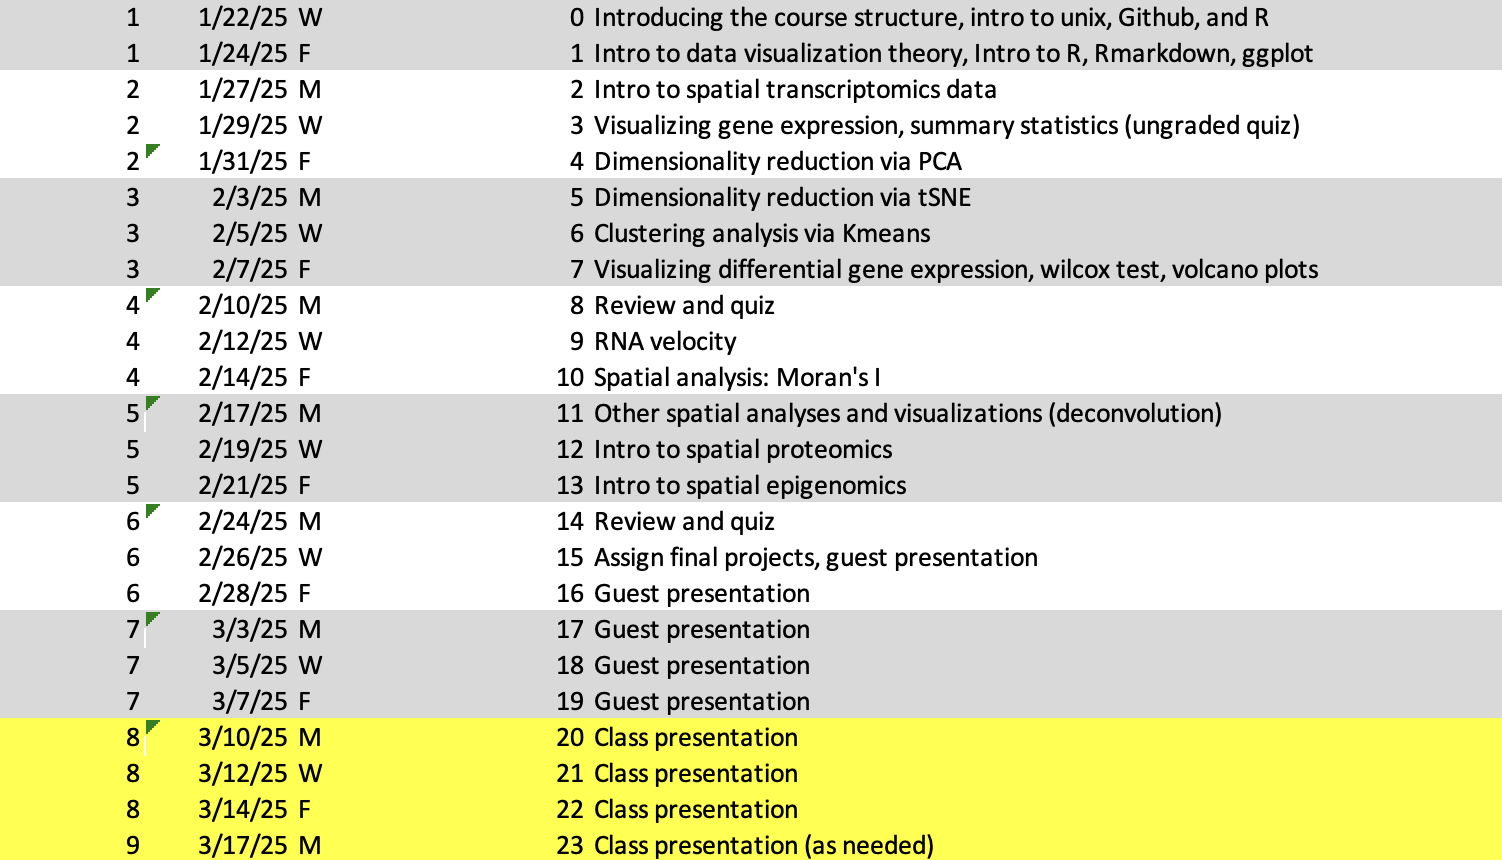 1 1/22/25 W 0 Introducing the course structure, intro to unix, Github, and R
1 1/24/25 F 1 Intro to data visualization theory, Intro to R, Rmarkdown, ggplot
2 1/27/25 M 2 Intro to spatial transcriptomics data
2 1/29/25 W 3 Visualizing gene expression, summary statistics (ungraded quiz)
2 1/31/25 F 4 Dimensionality reduction via PCA
3 2/3/25 M 5 Dimensionality reduction via tSNE
3 2/5/25 W 6 Clustering analysis via Kmeans
3 2/7/25 F 7 Visualizing differential gene expression, wilcox test, volcano plots
4 2/10/25 M 8 Review and quiz
4 2/12/25 W 9 RNA velocity
4 2/14/25 F 10 Spatial analysis: Moran's I
5 2/17/25 M 11 Other spatial analyses and visualizations (deconvolution)
5 2/19/25 W 12 Intro to spatial proteomics
5 2/21/25 F 13 Intro to spatial epigenomics
6 2/24/25 M 14 Review and quiz
6 2/26/25 W 15 Assign final projects, guest presentation
6 2/28/25 F 16 Guest presentation
7 3/3/25 M 17 Guest presentation
7 3/5/25 W 18 Guest presentation
7 3/7/25 F 19 Guest presentation
8 3/10/25 M 20 Class presentation
8 3/12/25 W 21 Class presentation
8 3/14/25 F 22 Class presentation
9 3/17/25 M 23 Class presentation (as needed)